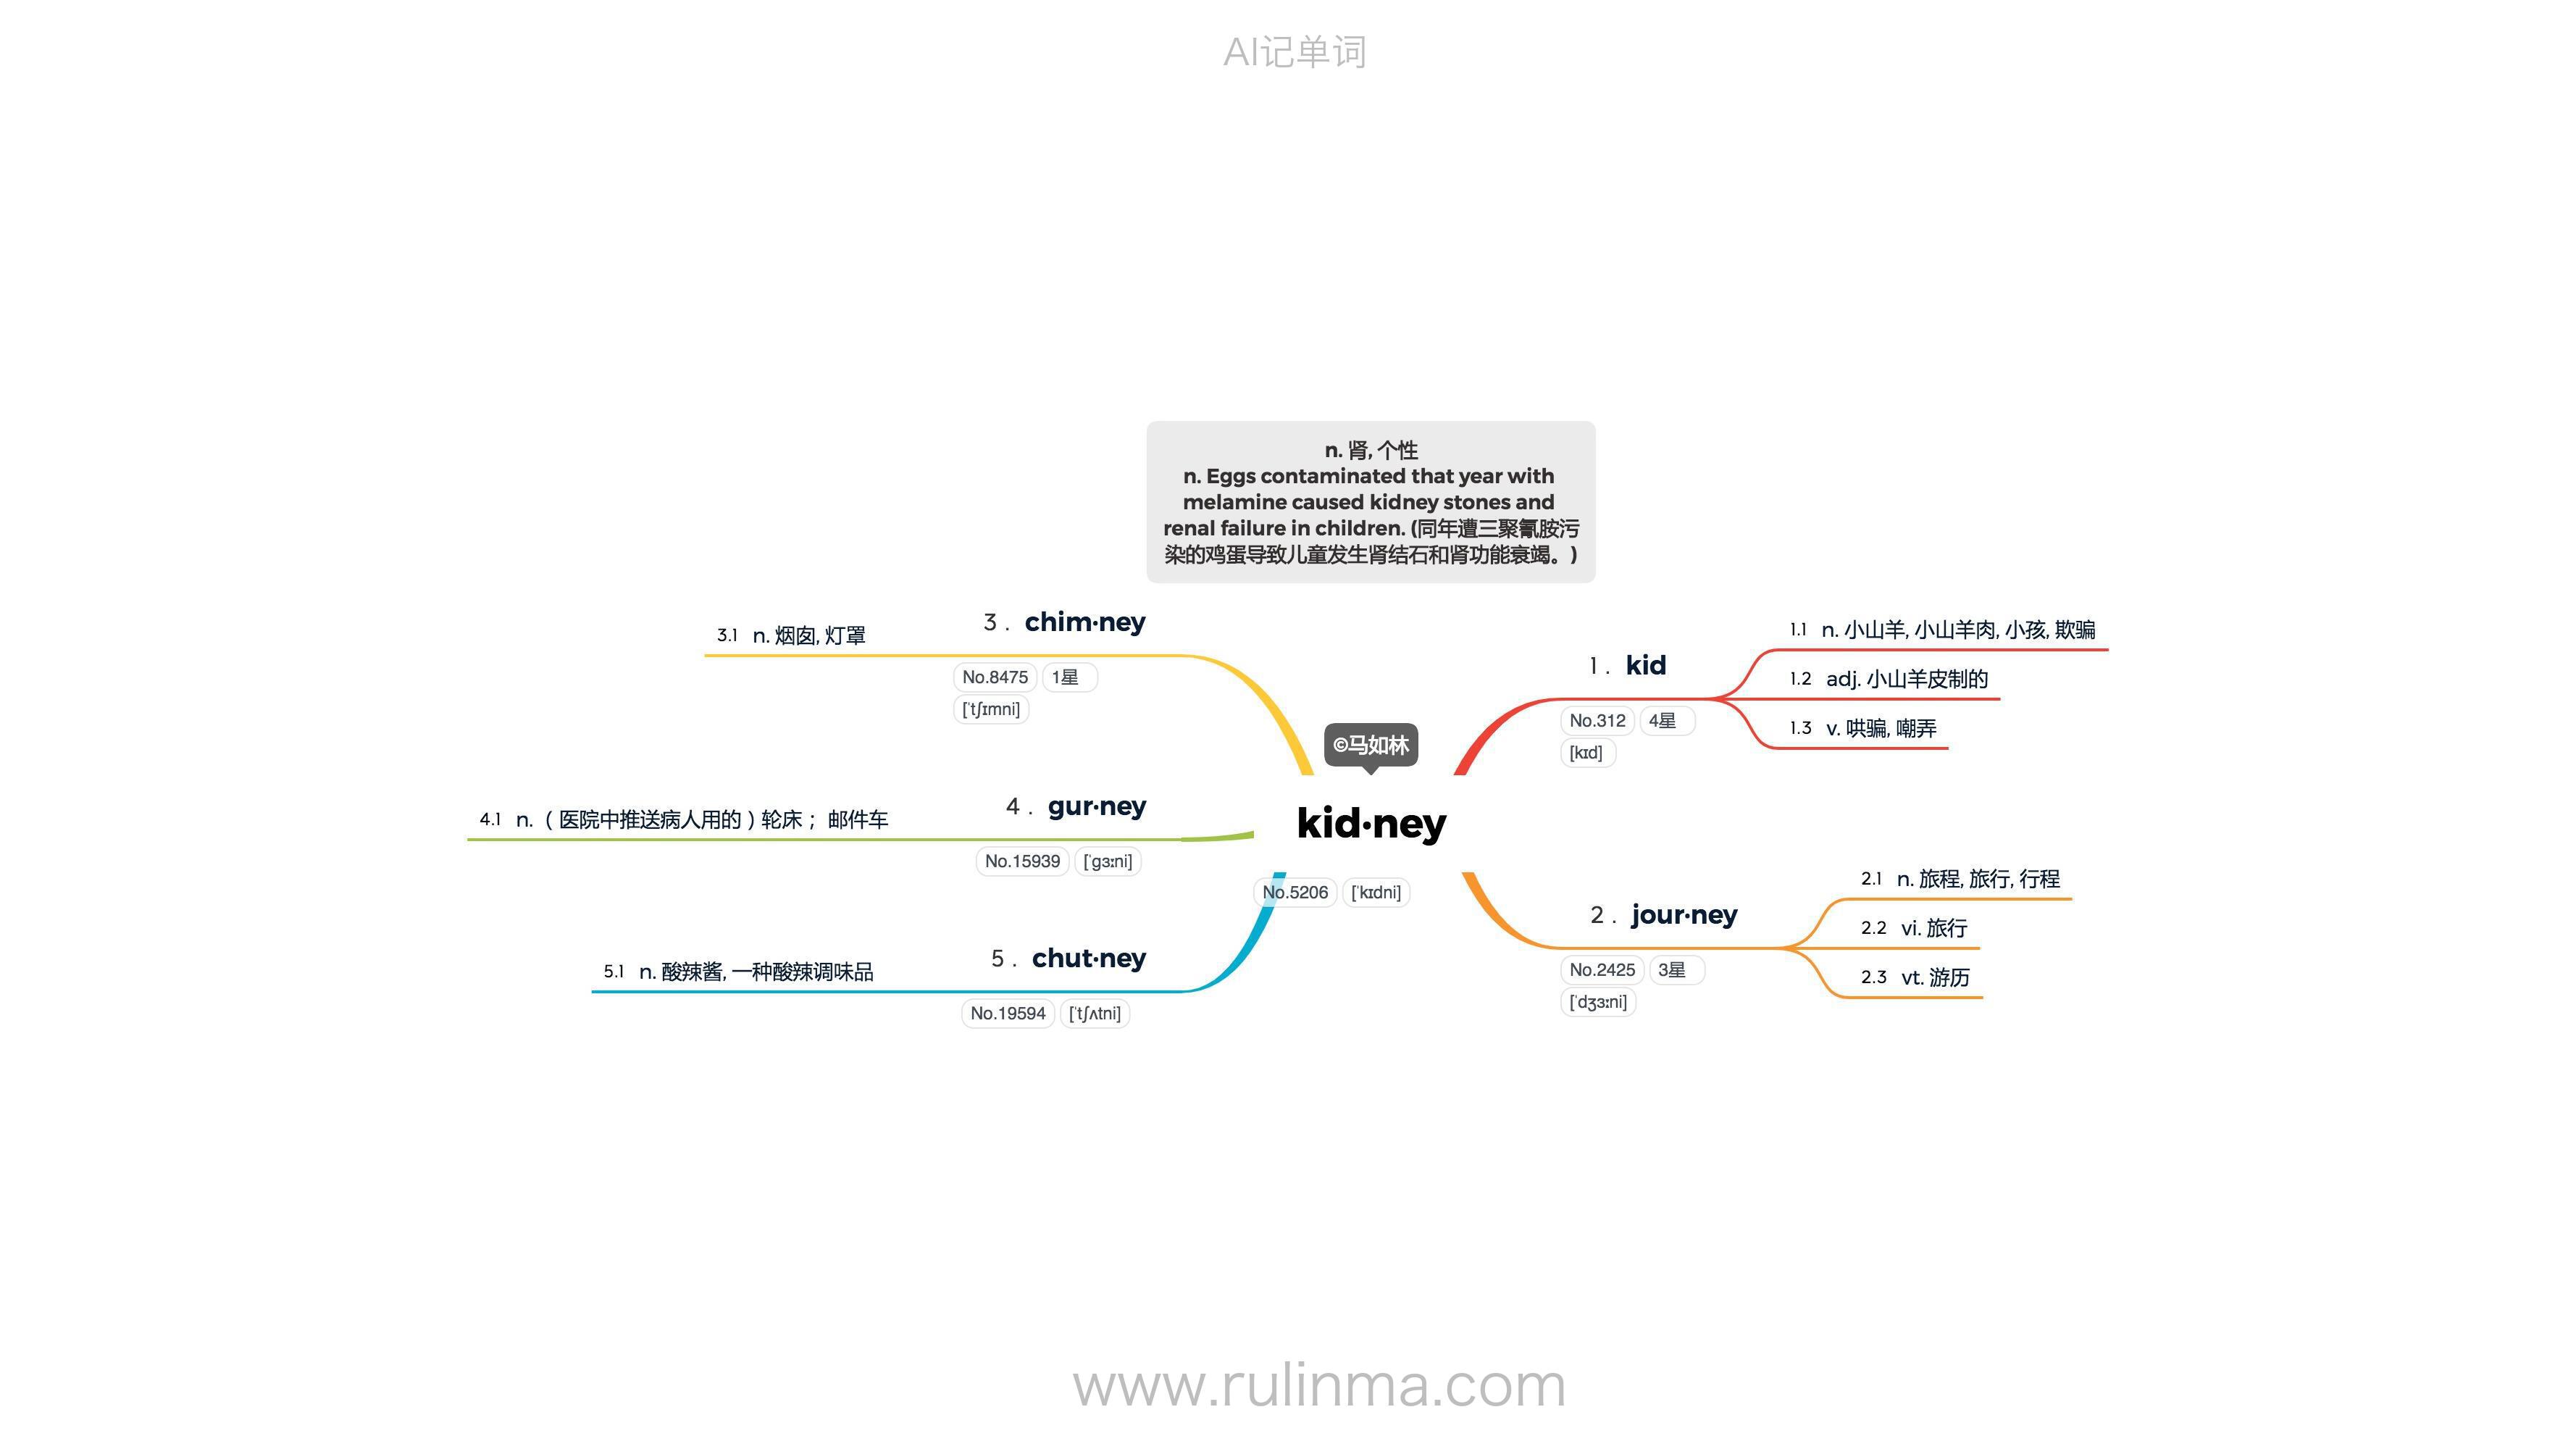 AI记单词
n. 肾, 个性
n. Eggs contaminated that year with
melamine caused kidney stones and
renal failure in children. (同年遭三聚氰胺污
染的鸡蛋导致儿童发生肾结石和肾功能衰竭。)
©马如林
kid·ney
No.5206 [ˈkɪdni]
1 . kid
No.312 4星
[kɪd]
1.1 n. 小山羊, 小山羊肉, 小孩, 欺骗
1.2 adj. 小山羊皮制的
1.3 v. 哄骗, 嘲弄
2 . jour·ney
No.2425 3星
[ˈdʒɜːni]
2.1 n. 旅程, 旅行, 行程
2.2 vi. 旅行
2.3 vt. 游历
3 . chim·ney
No.8475 1星
[ˈtʃɪmni]
3.1 n. 烟囱, 灯罩
4 . gur·ney
No.15939 [ˈgɜːni]
4.1 n.（医院中推送病人用的）轮床； 邮件车
5 . chut·ney
No.19594 [ˈtʃʌtni]
5.1 n. 酸辣酱, 一种酸辣调味品
www.rulinma.com